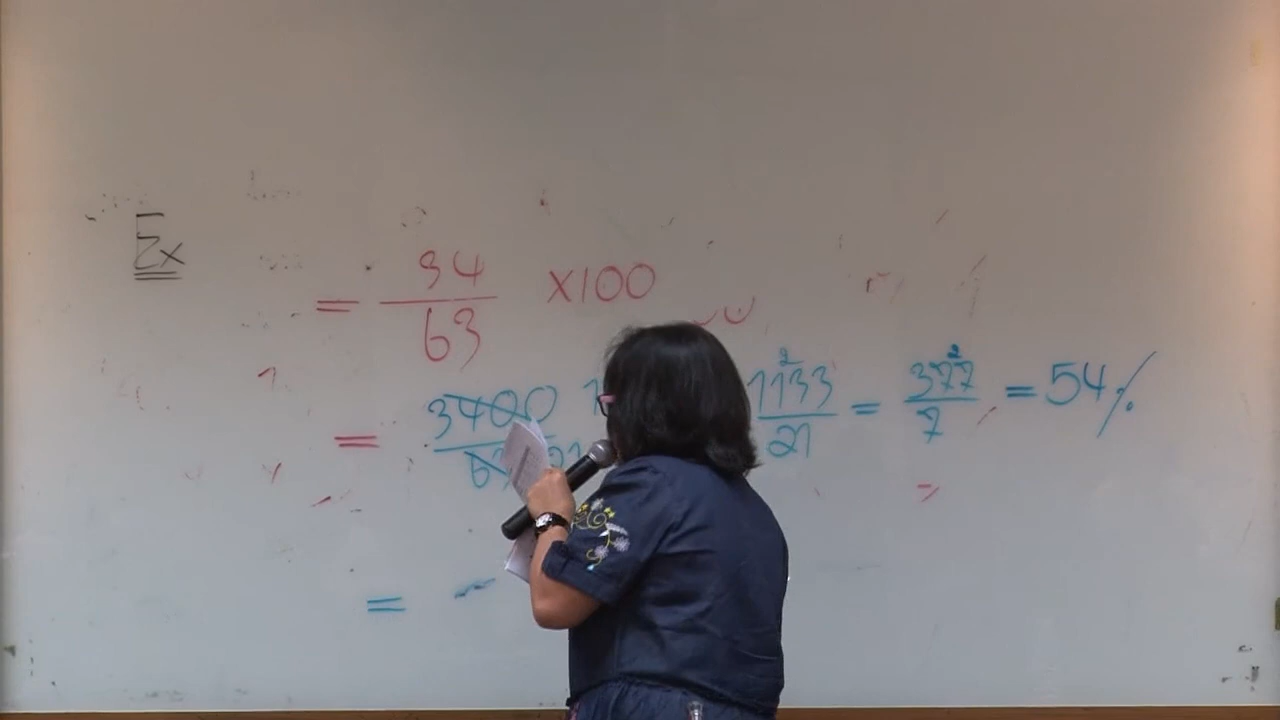 Ex
= 34/63 X100
= 3400/63 1133/21 = 377/7 = 54%
=